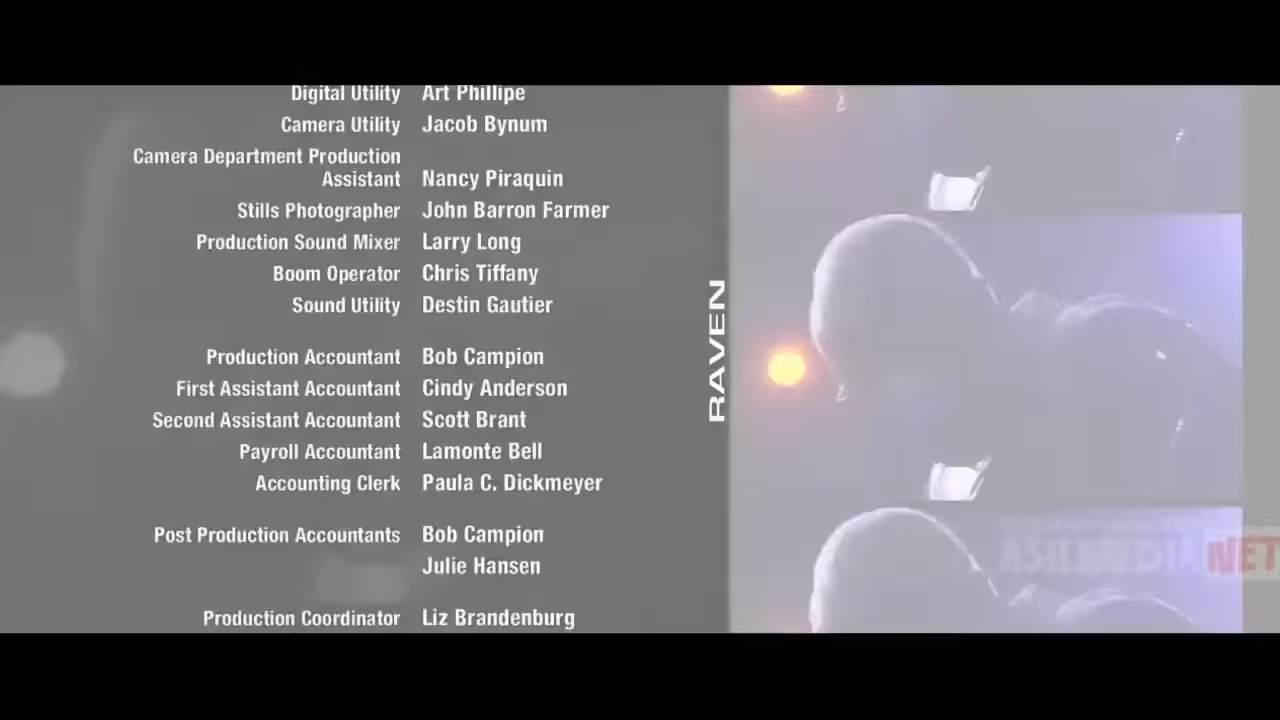 Digital Utility Art Phillipe
Camera Utility Jacob Bynum
Camera Department Production
Assistant Nancy Piraquin
Stills Photographer John Barron Farmer
Production Sound Mixer Larry Long
Boom Operator Chris Tiffany
Sound Utility Destin Gautier
Production Accountant Bob Campion
First Assistant Accountant Cindy Anderson
Second Assistant Accountant Scott Brant
Payroll Accountant Lamonte Bell
Accounting Clerk Paula C. Dickmeyer
Post Production Accountants Bob Campion
Julie Hansen
Production Coordinator Liz Brandenburg
RAVEN
ASILMEDIA.NET